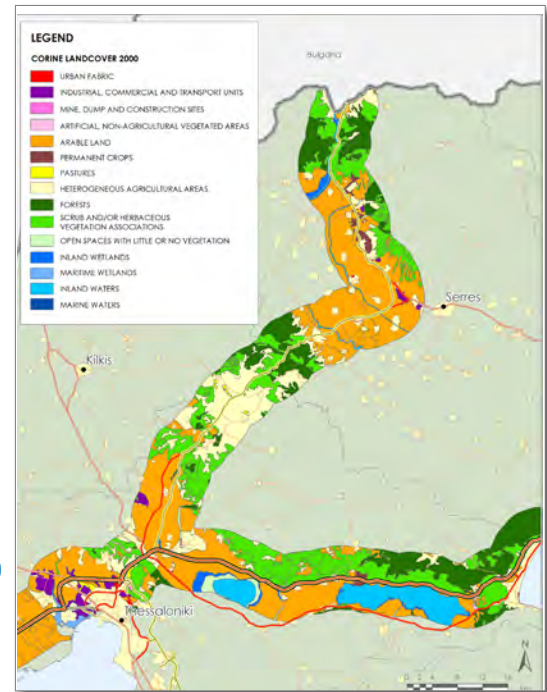 LEGEND
CORINE LANDCOVER 2000
URBAN FABRIC
INDUSTRIAL, COMMERCIAL AND TRANSPORT UNITS
MINE, DUMP AND CONSTRUCTION SITES
ARTIFICIAL, NON-AGRICULTURAL VEGETATED AREAS
ARABLE LAND
PERMANENT CROPS
PASTURES
HETEROGENEOUS AGRICULTURAL AREAS
FORESTS
SCRUB AND/OR HERBACEOUS
VEGETATION ASSOCIATIONS
OPEN SPACES WITH LITTLE OR NO VEGETATION
INLAND WETLANDS
MARITIME WETLANDS
INLAND WATERS
MARINE WATERS
Bulgaria
Serres
Kilkis
Thessaloniki
N